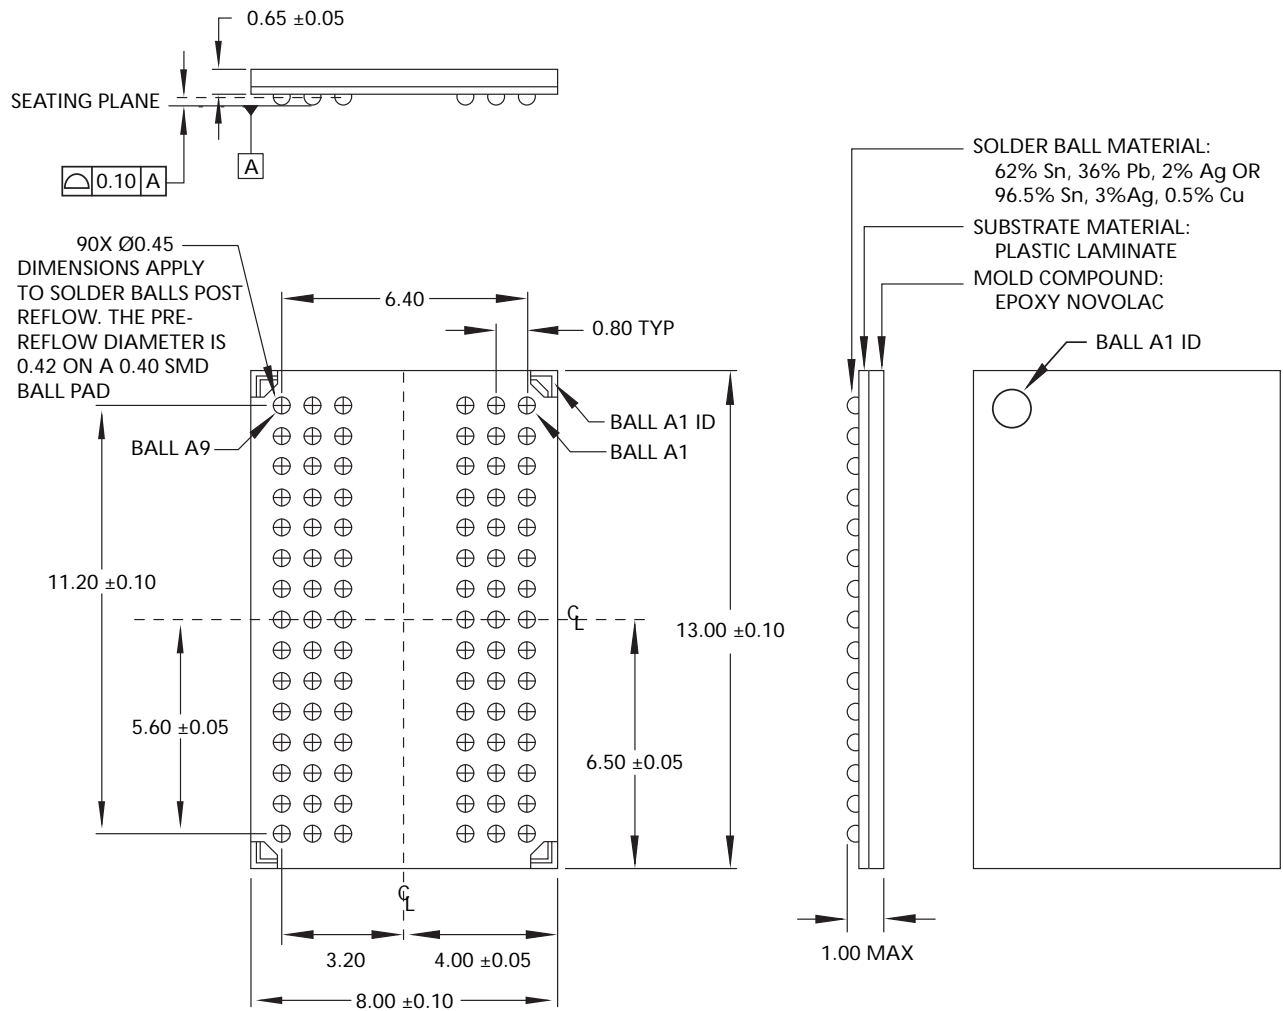 0.65 ±0.05
SEATING PLANE
A
0.10 A
SOLDER BALL MATERIAL:
62% Sn, 36% Pb, 2% Ag OR
96.5% Sn, 3%Ag, 0.5% Cu
SUBSTRATE MATERIAL:
PLASTIC LAMINATE
MOLD COMPOUND:
EPOXY NOVOLAC
90X Ø0.45
DIMENSIONS APPLY
TO SOLDER BALLS POST
REFLOW. THE PRE-
REFLOW DIAMETER IS
0.42 ON A 0.40 SMD
BALL PAD
6.40
0.80 TYP
BALL A1 ID
BALL A1 ID
BALL A9
BALL A1
11.20 ±0.10
CL
13.00 ±0.10
5.60 ±0.05
6.50 ±0.05
CL
3.20
4.00 ±0.05
1.00 MAX
8.00 ±0.10